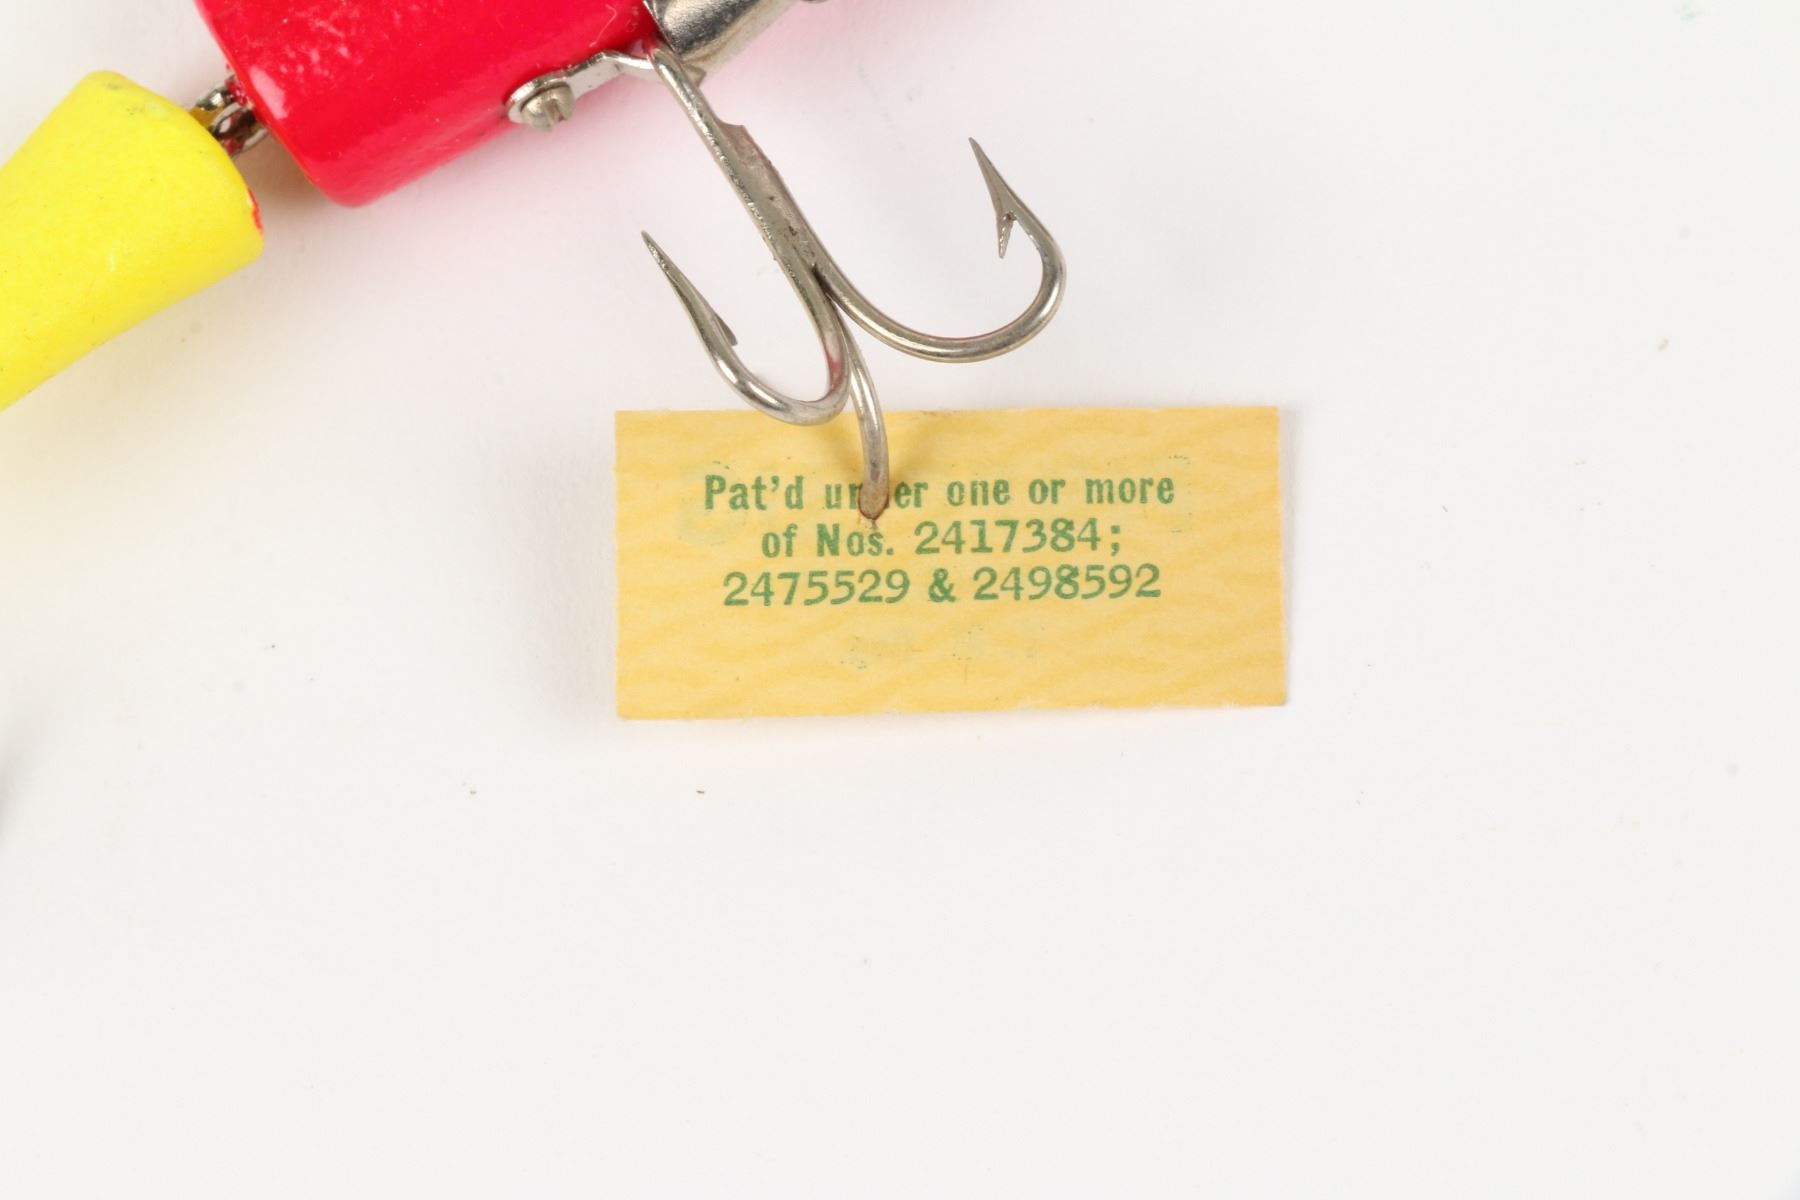 Pat'd under one or more
of Nos. 2417384;
2475529 & 2498592